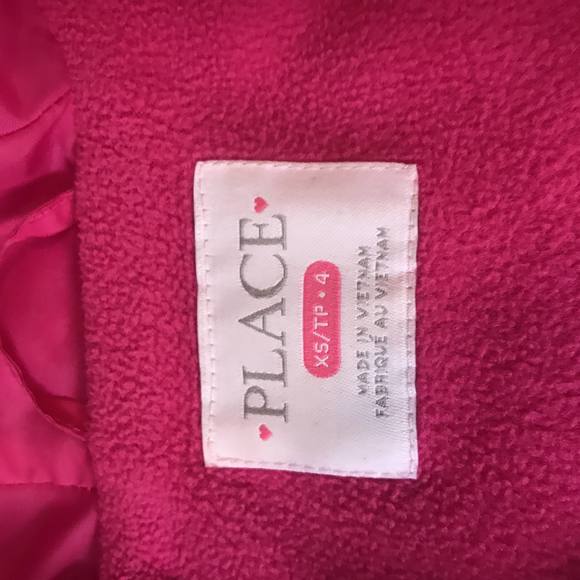 PLACE
XS/TP • 4
MADE IN VIETNAM
FABRIQUÉ AU VIETNAM